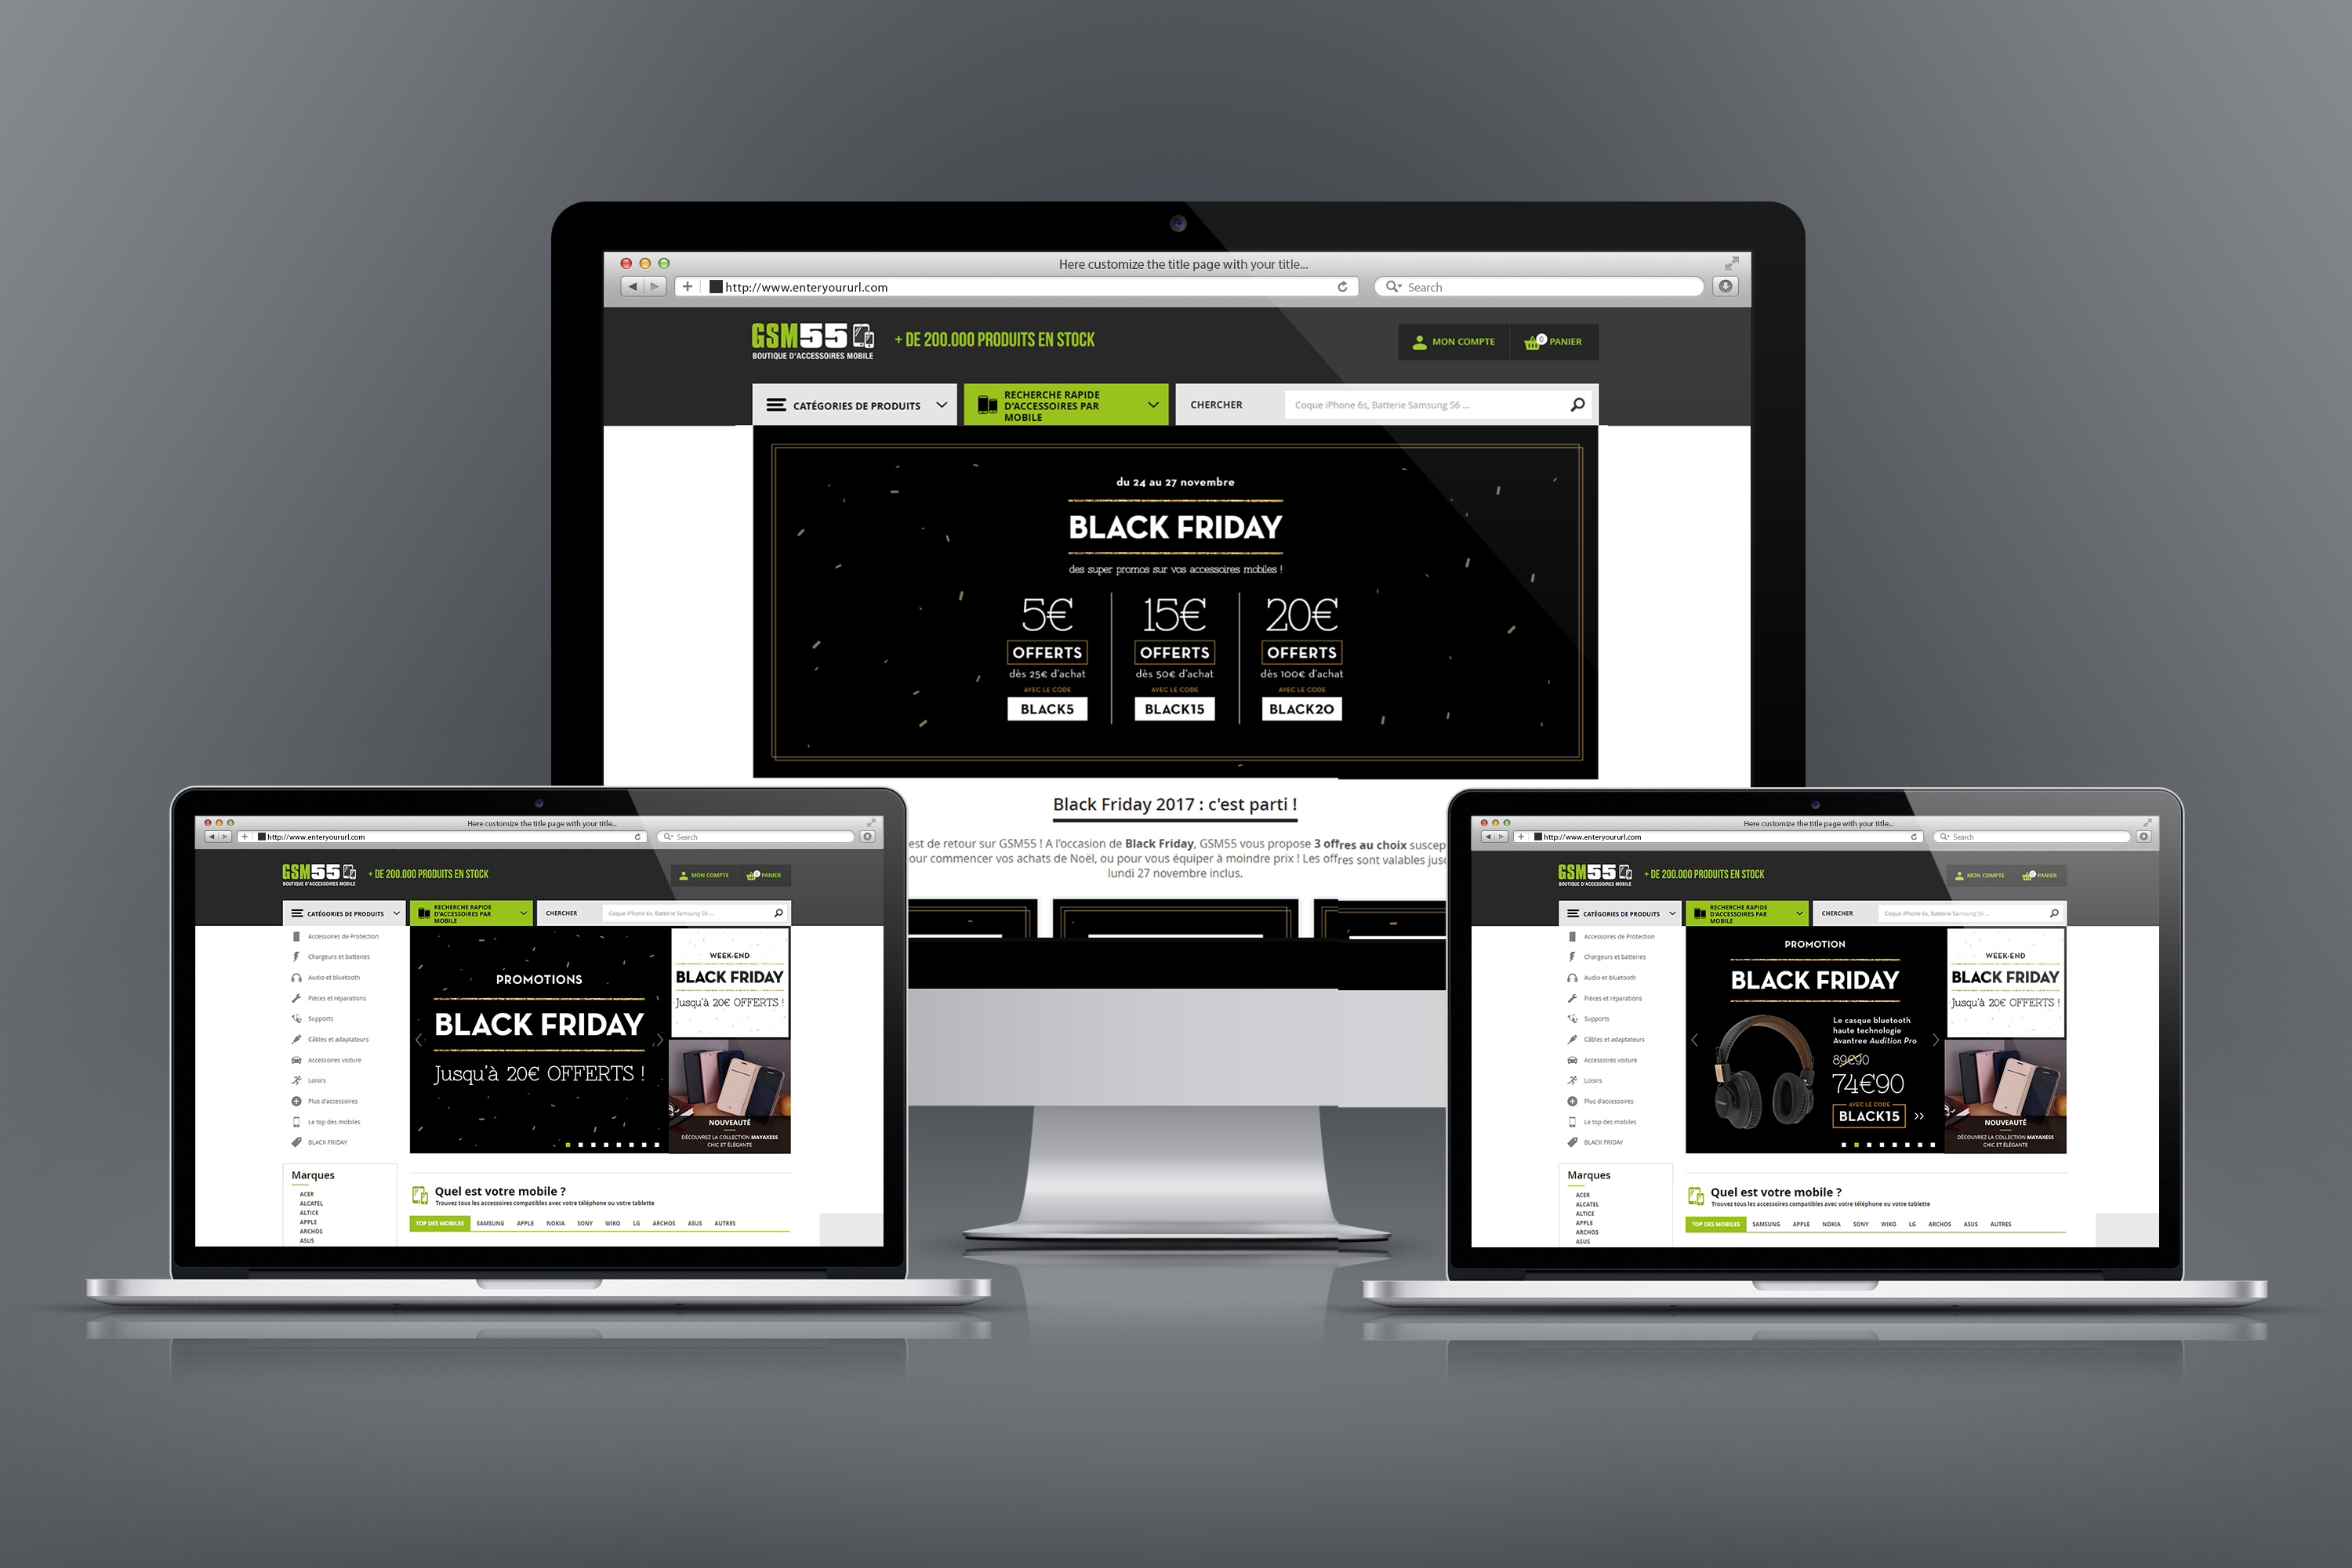 Here customize the title page with your title...
http://www.enteryoururl.com
Search
GSM55
BOUTIQUE D'ACCESSOIRES MOBILE
+ DE 200.000 PRODUITS EN STOCK
MON COMPTE
0 PANIER
CATÉGORIES DE PRODUITS
RECHERCHE RAPIDE
D'ACCESSOIRES PAR
MOBILE
CHERCHER
Coque iPhone 6s, Batterie Samsung S6 ...
du 24 au 27 novembre
BLACK FRIDAY
des super promos sur vos accessoires mobiles !
5€
OFFERTS
dès 25€ d'achat
AVEC LE CODE
BLACK5
15€
OFFERTS
dès 50€ d'achat
AVEC LE CODE
BLACK15
20€
OFFERTS
dès 100€ d'achat
AVEC LE CODE
BLACK20
Black Friday 2017 : c'est parti !
est de retour sur GSM55 ! A l'occasion de Black Friday, GSM55 vous propose 3 offres au choix suscep
our commencer vos achats de Noël, ou pour vous équiper à moindre prix ! Les offres sont valables jus
lundi 27 novembre inclus.
Here customize the title page with your title...
http://www.enteryoururl.com
Search
GSM55
BOUTIQUE D'ACCESSOIRES MOBILE
+ DE 200.000 PRODUITS EN STOCK
MON COMPTE
PANIER
CATÉGORIES DE PRODUITS
RECHERCHE RAPIDE
D'ACCESSOIRES PAR
MOBILE
CHERCHER
Coque iPhone 6s, Batterie Samsung S6 ...
Accessoires de Protection
Chargeurs et batteries
Audio et bluetooth
Pièces et réparations
Supports
Câbles et adaptateurs
Accessoires voiture
Loisirs
Plus d'accessoires
Le top des mobiles
BLACK FRIDAY
PROMOTIONS
BLACK FRIDAY
Jusqu'à 20€ OFFERTS !
WEEK-END
BLACK FRIDAY
Jusqu'à 20€ OFFERTS !
NOUVEAUTÉ
DÉCOUVREZ LA COLLECTION MAYAXESS
CHIC ET ÉLÉGANTE
Marques
ACER
ALCATEL
ALTICE
APPLE
ARCHOS
ASUS
Quel est votre mobile ?
Trouvez tous les accessoires compatibles avec votre téléphone ou votre tablette
TOP DES MOBILES SAMSUNG APPLE NOKIA SONY WIKO LG ARCHOS ASUS AUTRES
Here customize the title page with your title...
http://www.enteryoururl.com
Search
GSM55
BOUTIQUE D'ACCESSOIRES MOBILE
+ DE 200.000 PRODUITS EN STOCK
MON COMPTE
PANIER
CATÉGORIES DE PRODUITS
RECHERCHE RAPIDE
D'ACCESSOIRES PAR
MOBILE
CHERCHER
Coque iPhone 6s, Batterie Samsung S6 ...
Accessoires de Protection
Chargeurs et batteries
Audio et bluetooth
Pièces et réparations
Supports
Câbles et adaptateurs
Accessoires voiture
Loisirs
Plus d'accessoires
Le top des mobiles
BLACK FRIDAY
PROMOTION
BLACK FRIDAY
Le casque bluetooth
haute technologie
Avantree Audition Pro
89€90
74€90
AVEC LE CODE
BLACK15 >>
WEEK-END
BLACK FRIDAY
Jusqu'à 20€ OFFERTS !
NOUVEAUTÉ
DÉCOUVREZ LA COLLECTION MAYAXESS
CHIC ET ÉLÉGANTE
Marques
ACER
ALCATEL
ALTICE
APPLE
ARCHOS
ASUS
Quel est votre mobile ?
Trouvez tous les accessoires compatibles avec votre téléphone ou votre tablette
TOP DES MOBILES SAMSUNG APPLE NOKIA SONY WIKO LG ARCHOS ASUS AUTRES